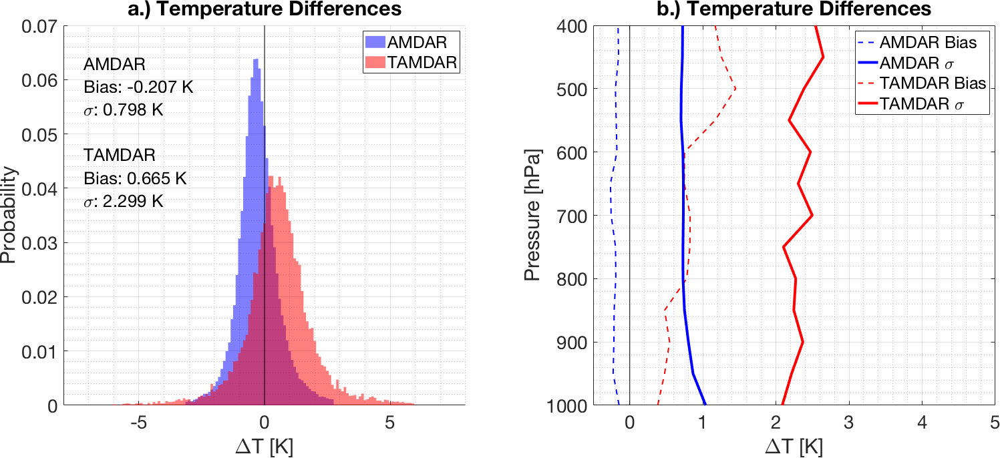 a.) Temperature Differences
0.07
0.06
0.05
0.04
0.03
0.02
0.01
0
Probability
AMDAR
Bias: -0.207 K
σ: 0.798 K
TAMDAR
Bias: 0.665 K
σ: 2.299 K
AMDAR
TAMDAR
-5
0
5
ΔT [K]
b.) Temperature Differences
400
500
600
700
800
900
1000
Pressure [hPa]
AMDAR Bias
AMDAR σ
TAMDAR Bias
TAMDAR σ
0
1
2
3
4
5
ΔT [K]